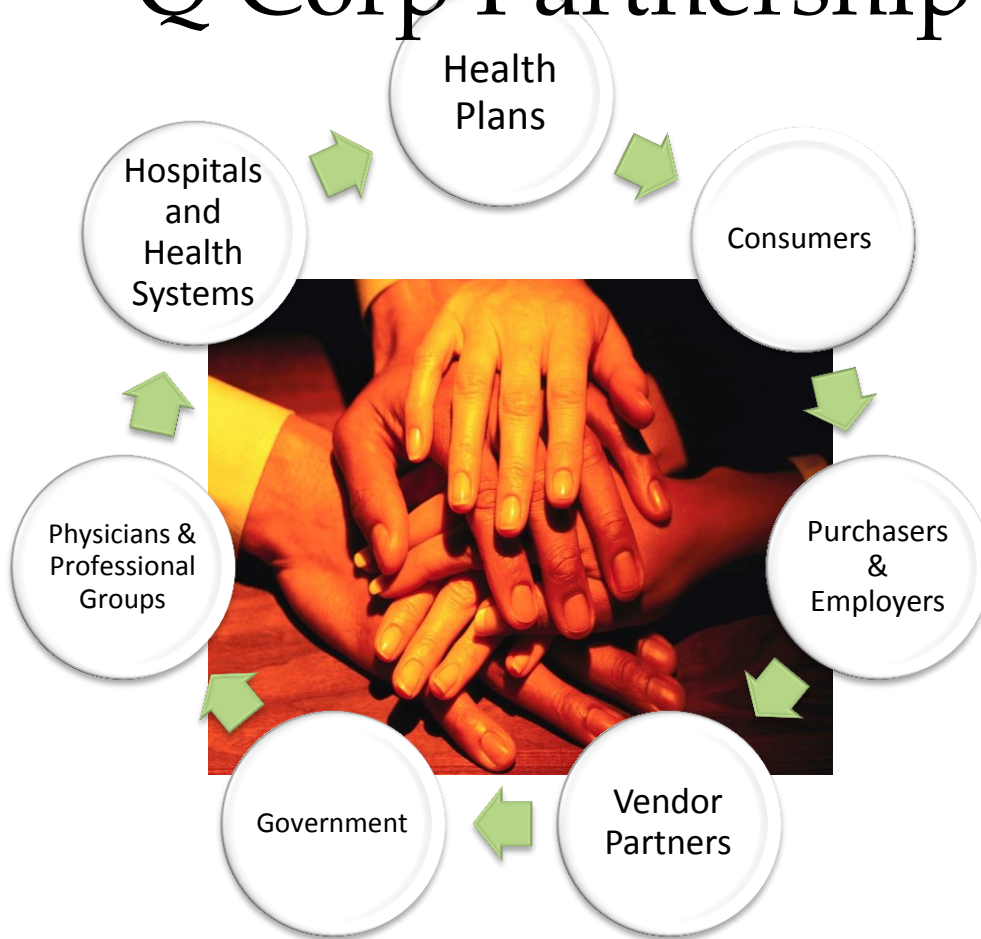 Q Corp Partnership
Health
Plans
Consumers
Purchasers
&
Employers
Vendor
Partners
Government
Physicians &
Professional
Groups
Hospitals
and
Health
Systems